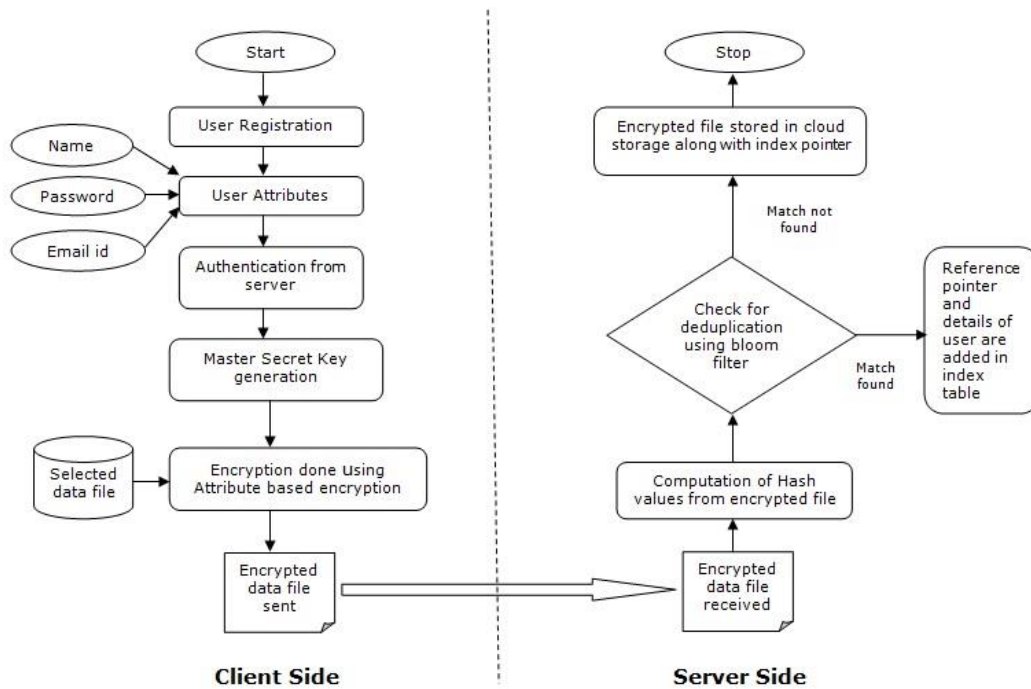 Start
User Registration
Name
User Attributes
Password
Email id
Authentication from
server
Master Secret Key
generation
Selected
data file
Encryption done Using
Attribute based encryption
Encrypted
data file
sent
Client Side
Stop
Encrypted file stored in cloud
storage along with index pointer
Match not
found
Check for
deduplication
using bloom
filter
Match
found
Reference
pointer
and
details of
user are
added in
index
table
Computation of Hash
values from encrypted file
Encrypted
data file
received
Server Side